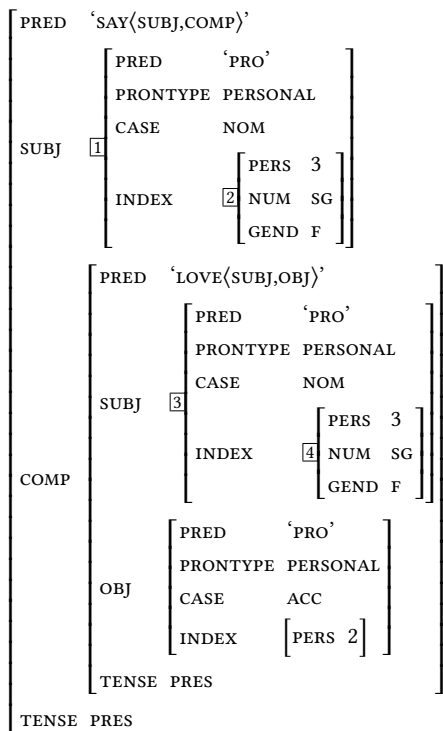 PRED ‘SAY⟨SUBJ,COMP⟩’
PRED ‘PRO’
PRONTYPE PERSONAL
CASE NOM
SUBJ 1
PERS 3
INDEX 2 NUM SG
GEND F
PRED ‘LOVE⟨SUBJ,OBJ⟩’
PRED ‘PRO’
PRONTYPE PERSONAL
CASE NOM
SUBJ 3
PERS 3
INDEX 4 NUM SG
GEND F
COMP
PRED ‘PRO’
PRONTYPE PERSONAL
OBJ CASE ACC
INDEX PERS 2
TENSE PRES
TENSE PRES